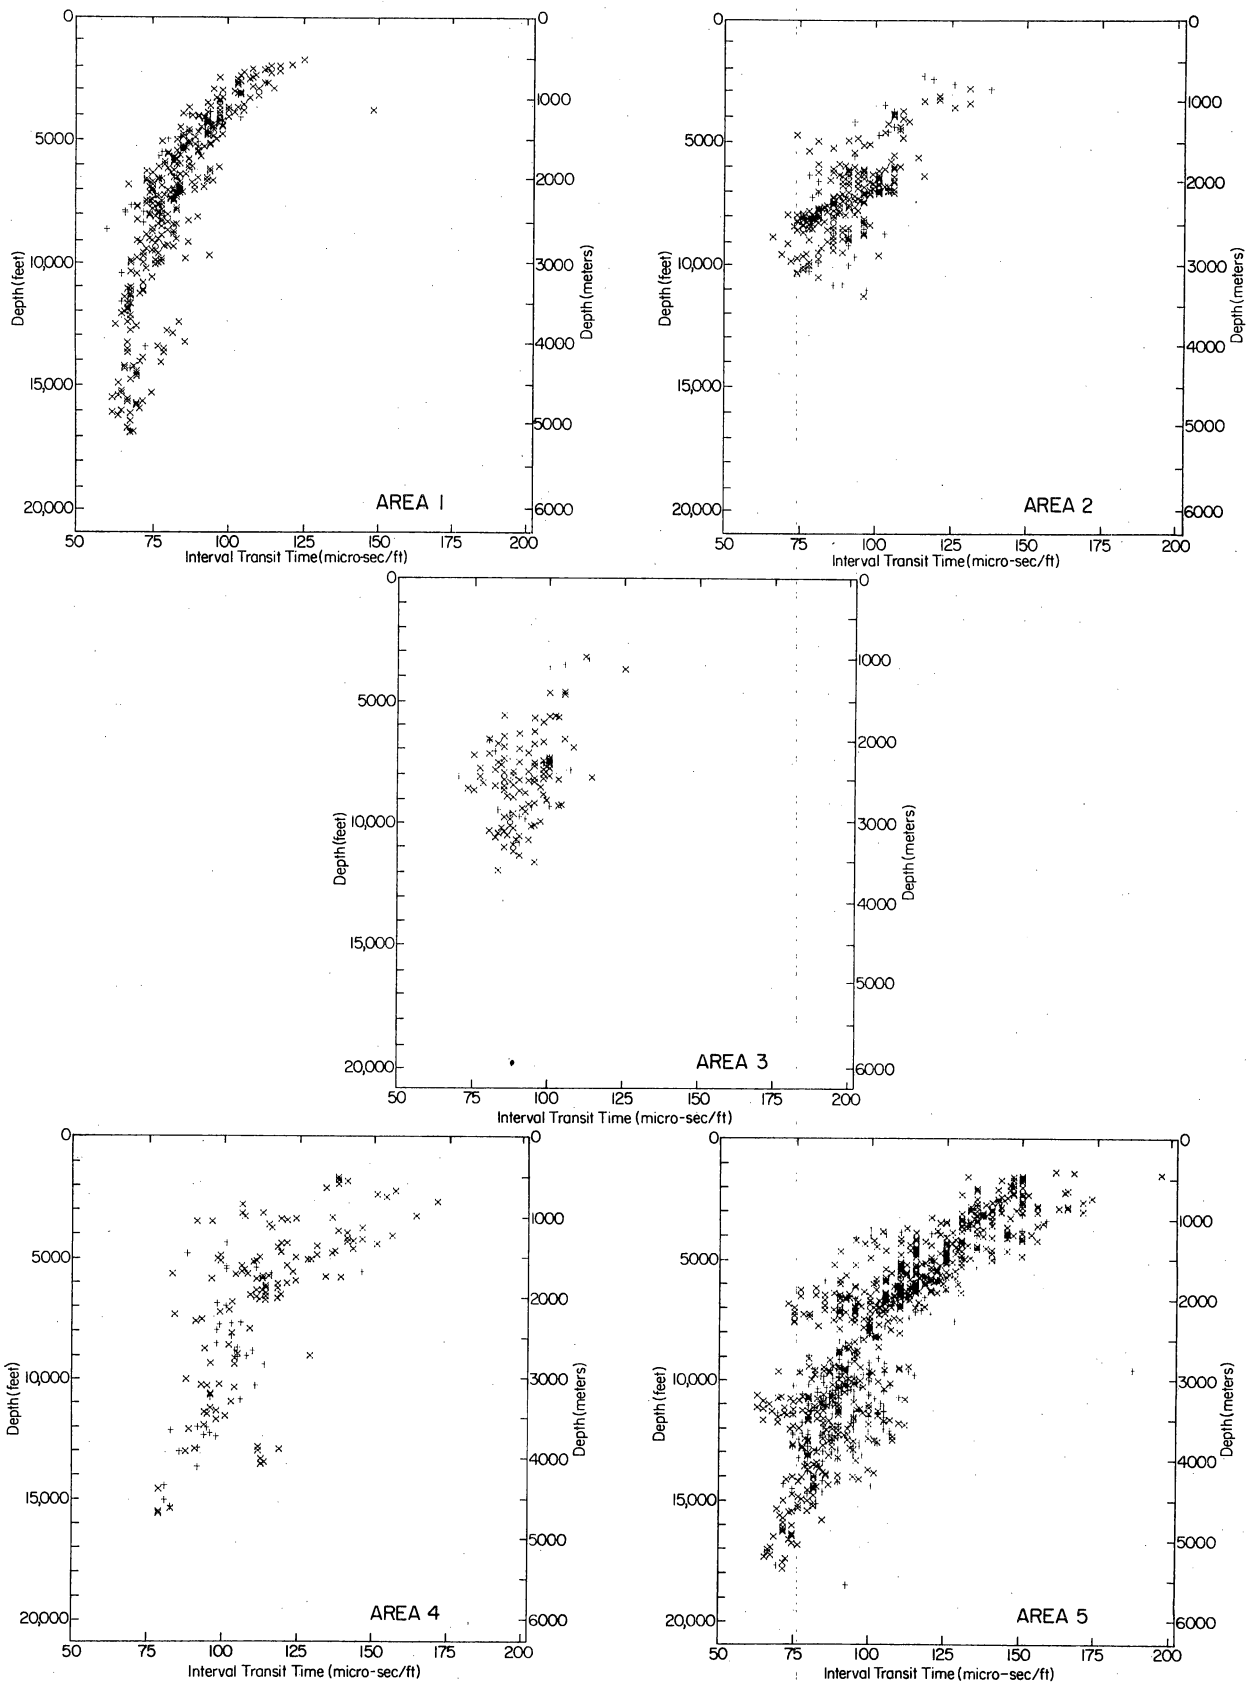 0 0
1000
5000
2000
10,000 3000
4000
15,000
5000
20,000 6000
Depth (feet)
Depth (meters)
AREA 1
50 75 100 125 150 175 200
Interval Transit Time (micro-sec/ft)
0 0
1000
5000
2000
10,000 3000
4000
15,000
5000
20,000 6000
Depth (feet)
Depth (meters)
AREA 2
50 75 100 125 150 175 200
Interval Transit Time (micro-sec/ft)
0 0
1000
5000
2000
10,000 3000
4000
15,000
5000
20,000 6000
Depth (feet)
Depth (meters)
AREA 3
50 75 100 125 150 175 200
Interval Transit Time (micro-sec/ft)
0 0
1000
5000
2000
10,000 3000
4000
15,000
5000
20,000 6000
Depth (feet)
Depth (meters)
AREA 4
50 75 100 125 150 175 200
Interval Transit Time (micro-sec/ft)
0 0
1000
5000
2000
10,000 3000
4000
15,000
5000
20,000 6000
Depth (feet)
Depth (meters)
AREA 5
50 75 100 125 150 175 200
Interval Transit Time (micro-sec/ft)